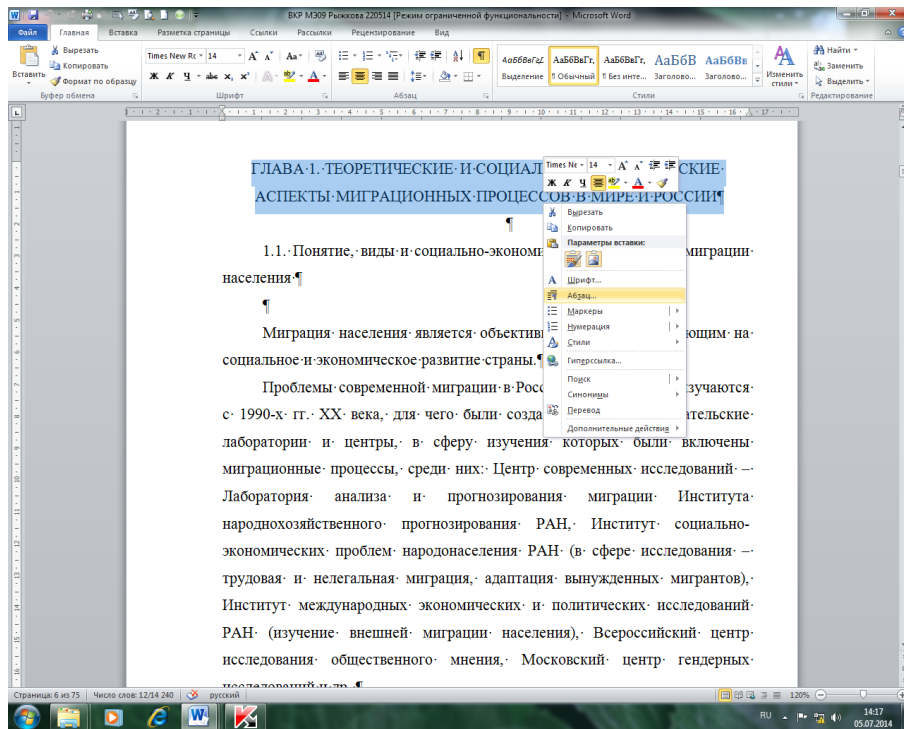 ВКР М309 Рыжкова 220514 [Режим ограниченной функциональности] - Microsoft Word
Файл Главная Вставка Разметка страницы Ссылки Рассылки Рецензирование Вид
Вставить
Вырезать
Копировать
Формат по образцу
Буфер обмена
Times New Rc 14
Ж К Ч abc x, x²
Шрифт
Абзац
АаБбВвГг, АаБбВвГг, АаБбВвГг, АаБбВ АаБбВв
Выделение ¶ Обычный ¶ Без инте... Заголово... Заголово...
Стили
Изменить стили
Найти
Заменить
Выделить
Редактирование
ГЛАВА·1.·ТЕОРЕТИЧЕСКИЕ·И·СОЦИАЛ СКИЕ·
АСПЕКТЫ·МИГРАЦИОННЫХ·ПРОЦЕССОВ·В·МИРЕ·И·РОССИИ¶
¶
1.1.·Понятие,·виды·и·социально-экономи миграции·
населения·¶
¶
Миграция· населения· является· объектив ющим· на·
социальное·и·экономическое·развитие·страны.¶
Проблемы·современной·миграции·в·Росс зучаются·
с· 1990-х· гг.· XX· века,· для· чего· были· созда ательские·
лаборатории· и· центры,· в· сферу· изучения· которых· были· включены·
миграционные· процессы,· среди· них:· Центр· современных· исследований· –·
Лаборатория· анализа· и· прогнозирования· миграции· Института·
народнохозяйственного· прогнозирования· РАН,· Институт· социально-
экономических· проблем· народонаселения· РАН· (в· сфере· исследования· –·
трудовая· и· нелегальная· миграция,· адаптация· вынужденных· мигрантов),·
Институт· международных· экономических· и· политических· исследований·
РАН· (изучение· внешней· миграции· населения),· Всероссийский· центр·
исследования· общественного· мнения,· Московский· центр· гендерных·
исследований·и·др.·¶
Times Ne 14
Ж К Ч
Вырезать
Копировать
Параметры вставки:
Шрифт...
Абзац...
Маркеры
Нумерация
Стили
Гиперссылка...
Поиск
Синонимы
Перевод
Дополнительные действия
Страница: 6 из 75 Число слов: 12/14 240 русский 120%
RU 14:17
05.07.2014